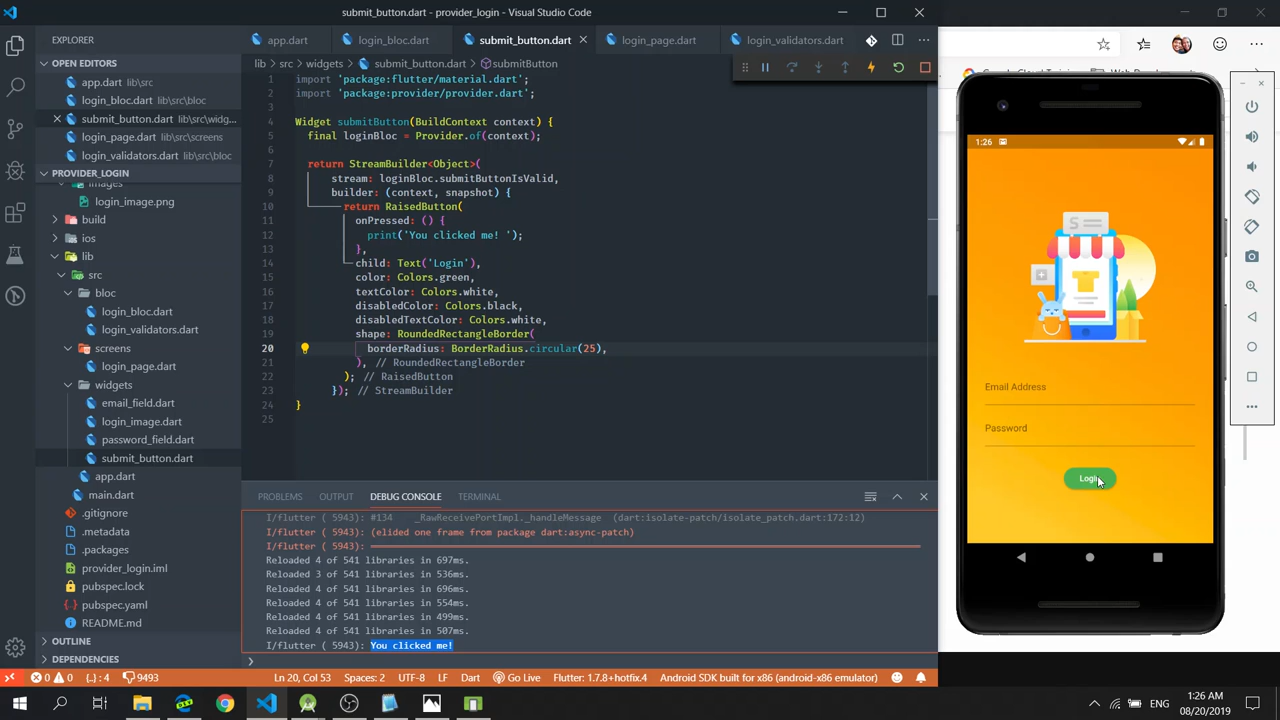 submit_button.dart - provider_login - Visual Studio Code
EXPLORER
app.dart
login_bloc.dart
submit_button.dart
login_page.dart
login_validators.dart
OPEN EDITORS
app.dart lib\src
login_bloc.dart lib\src\bloc
submit_button.dart lib\src\widg...
login_page.dart lib\src\screens
login_validators.dart lib\src\bloc
PROVIDER_LOGIN
images
login_image.png
build
ios
lib
src
bloc
login_bloc.dart
login_validators.dart
screens
login_page.dart
widgets
email_field.dart
login_image.dart
password_field.dart
submit_button.dart
app.dart
main.dart
.gitignore
.metadata
.packages
provider_login.iml
pubspec.lock
pubspec.yaml
README.md
OUTLINE
DEPENDENCIES
lib > src > widgets > submit_button.dart > submitButton
1 import 'package:flutter/material.dart';
2 import 'package:provider/provider.dart';
3
4 Widget submitButton(BuildContext context) {
5 final loginBloc = Provider.of(context);
6
7 return StreamBuilder<Object>(
8 stream: loginBloc.submitButtonIsValid,
9 builder: (context, snapshot) {
10 return RaisedButton(
11 onPressed: () {
12 print('You clicked me! ');
13 },
14 child: Text('Login'),
15 color: Colors.green,
16 textColor: Colors.white,
17 disabledColor: Colors.black,
18 disabledTextColor: Colors.white,
19 shape: RoundedRectangleBorder(
20 borderRadius: BorderRadius.circular(25),
21 ), // RoundedRectangleBorder
22 ); // RaisedButton
23 }); // StreamBuilder
24 }
25
PROBLEMS OUTPUT DEBUG CONSOLE TERMINAL
I/flutter ( 5943): #134 _RawReceivePortImpl._handleMessage (dart:isolate-patch/isolate_patch.dart:172:12)
I/flutter ( 5943): (elided one frame from package dart:async-patch)
I/flutter ( 5943):
Reloaded 4 of 541 libraries in 697ms.
Reloaded 3 of 541 libraries in 536ms.
Reloaded 4 of 541 libraries in 696ms.
Reloaded 4 of 541 libraries in 554ms.
Reloaded 4 of 541 libraries in 499ms.
Reloaded 4 of 541 libraries in 507ms.
I/flutter ( 5943): You clicked me!
0 0 {..}: 4 9493 Ln 20, Col 53 Spaces: 2 UTF-8 LF Dart Go Live Flutter: 1.7.8+hotfix.4 Android SDK built for x86 (android-x86 emulator)
1:26
S
Email Address
Password
Login
ENG
1:26 AM
08/20/2019